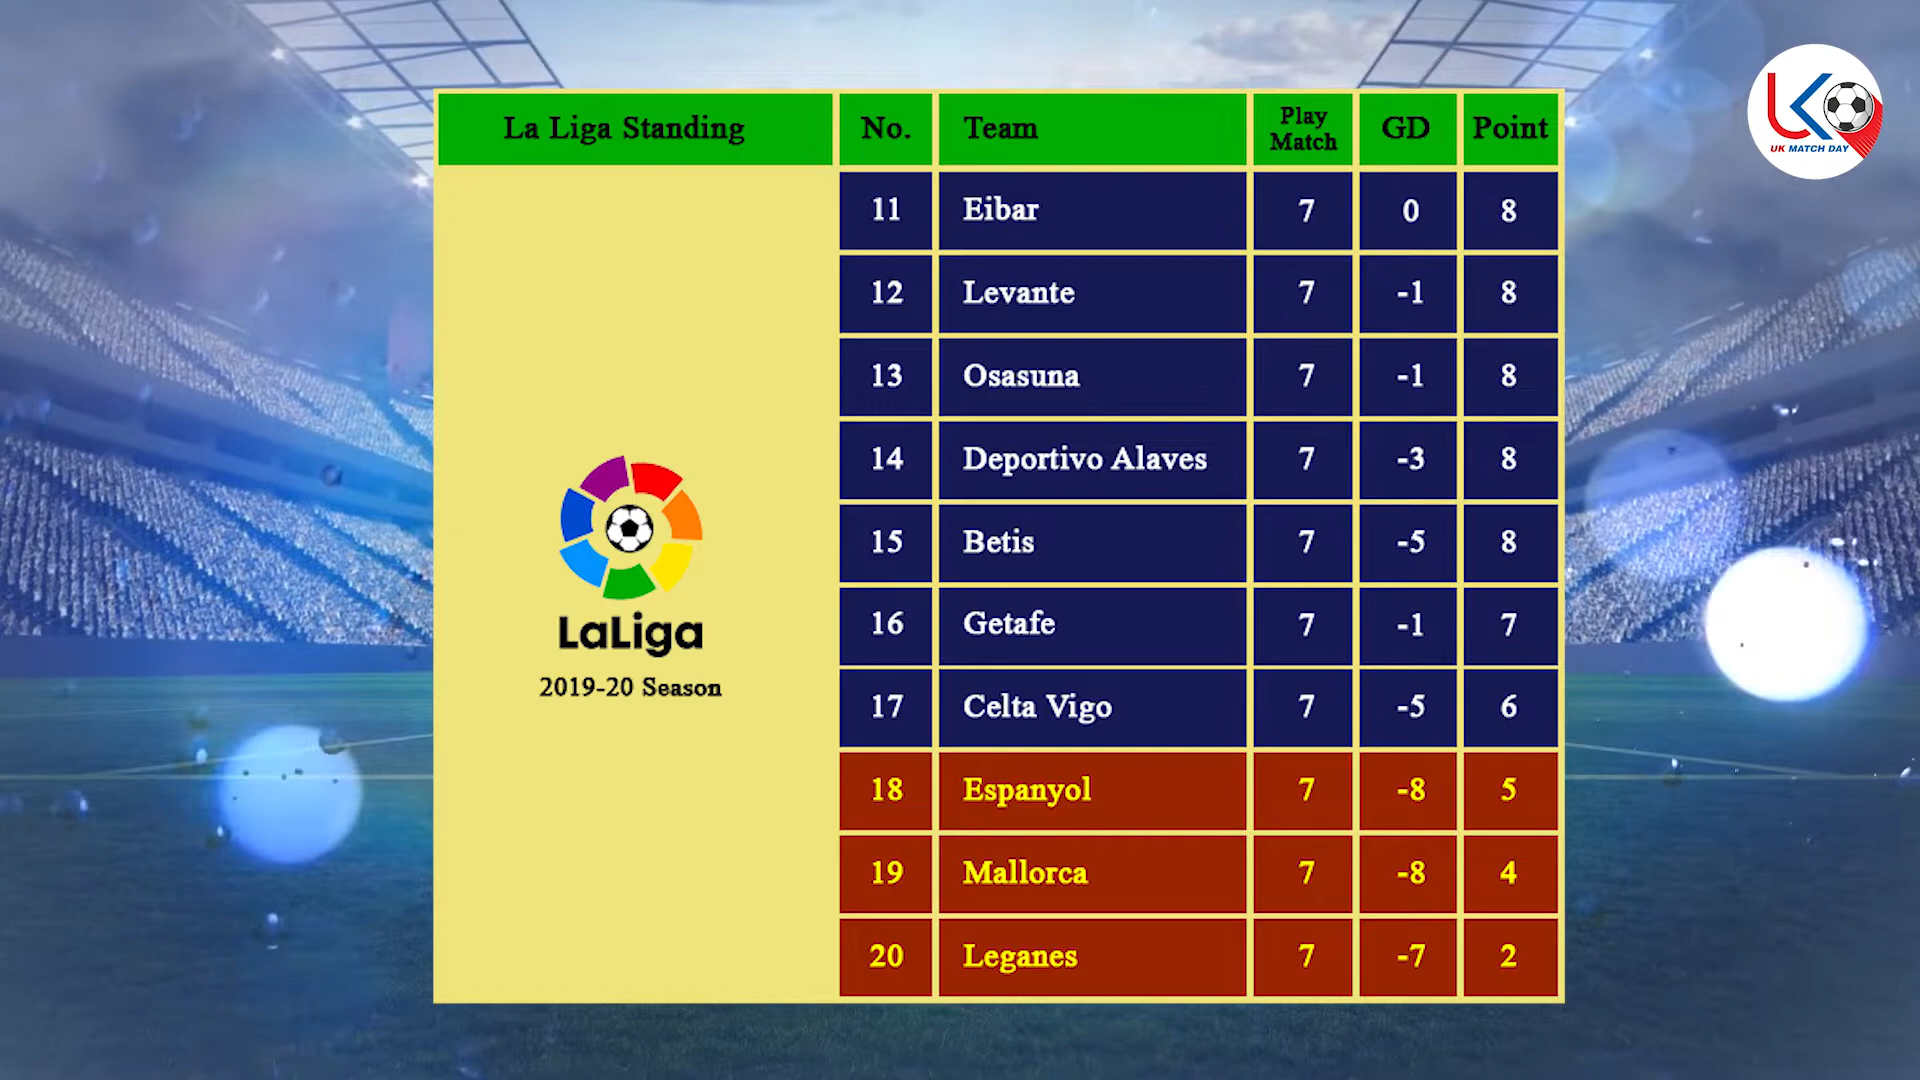 La Liga Standing No. Team Play Match GD Point
11 Eibar 7 0 8
12 Levante 7 -1 8
13 Osasuna 7 -1 8
14 Deportivo Alaves 7 -3 8
15 Betis 7 -5 8
16 Getafe 7 -1 7
17 Celta Vigo 7 -5 6
18 Espanyol 7 -8 5
19 Mallorca 7 -8 4
20 Leganes 7 -7 2
LaLiga
2019-20 Season
UK
UK MATCH DAY